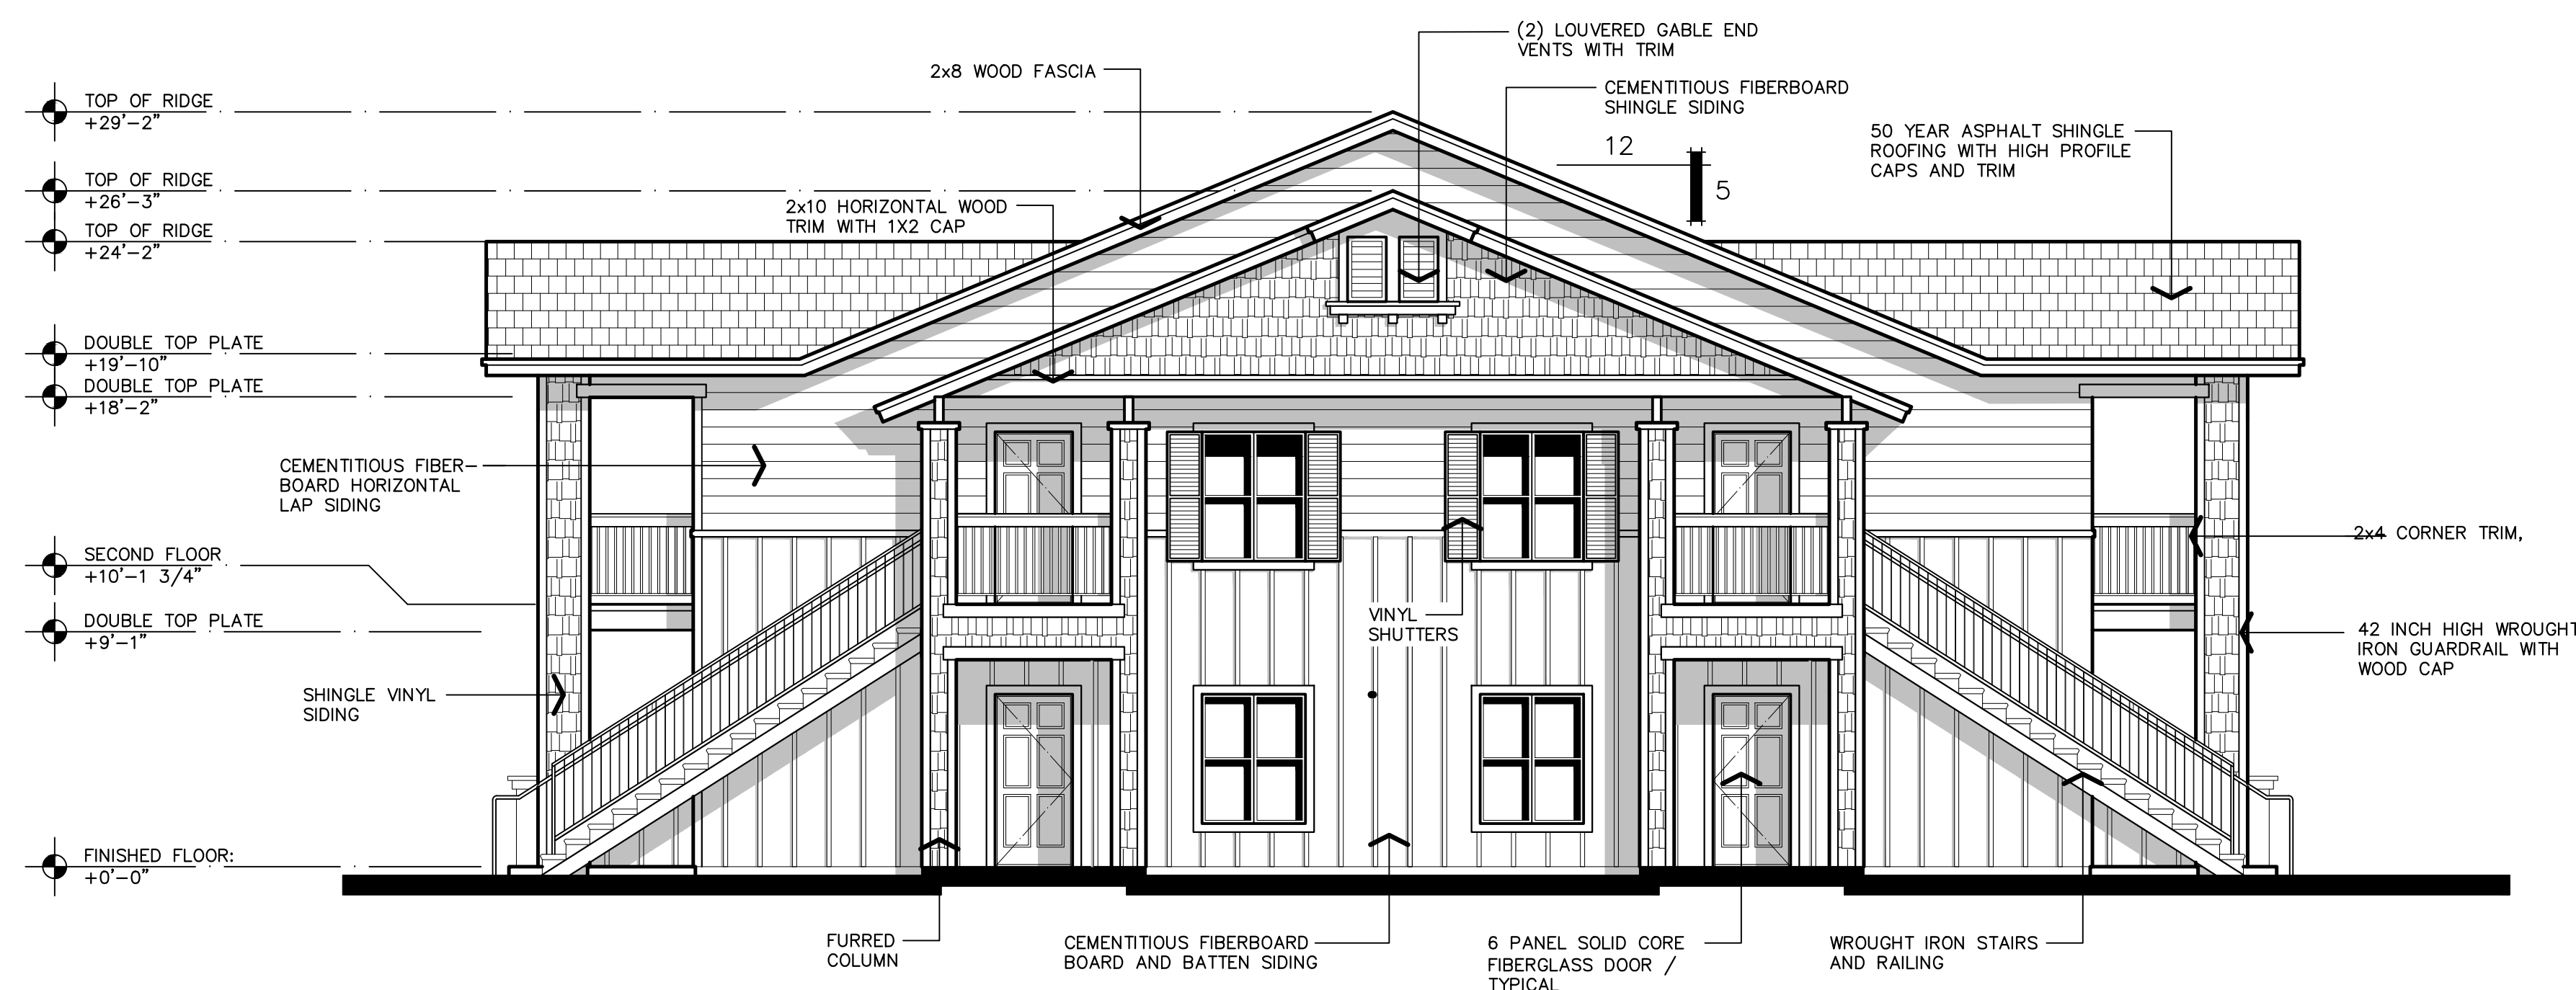 (2) LOUVERED GABLE END
VENTS WITH TRIM
2x8 WOOD FASCIA
CEMENTITIOUS FIBERBOARD
SHINGLE SIDING
TOP OF RIDGE
+29'-2"
50 YEAR ASPHALT SHINGLE
ROOFING WITH HIGH PROFILE
CAPS AND TRIM
12
5
TOP OF RIDGE
+26'-3"
2x10 HORIZONTAL WOOD
TRIM WITH 1X2 CAP
TOP OF RIDGE
+24'-2"
DOUBLE TOP PLATE
+19'-10"
DOUBLE TOP PLATE
+18'-2"
CEMENTITIOUS FIBER-
BOARD HORIZONTAL
LAP SIDING
2x4 CORNER TRIM,
SECOND FLOOR
+10'-1 3/4"
VINYL
SHUTTERS
DOUBLE TOP PLATE
+9'-1"
42 INCH HIGH WROUGHT
IRON GUARDRAIL WITH
WOOD CAP
SHINGLE VINYL
SIDING
FINISHED FLOOR:
+0'-0"
FURRED
COLUMN
CEMENTITIOUS FIBERBOARD
BOARD AND BATTEN SIDING
6 PANEL SOLID CORE
FIBERGLASS DOOR /
TYPICAL
WROUGHT IRON STAIRS
AND RAILING